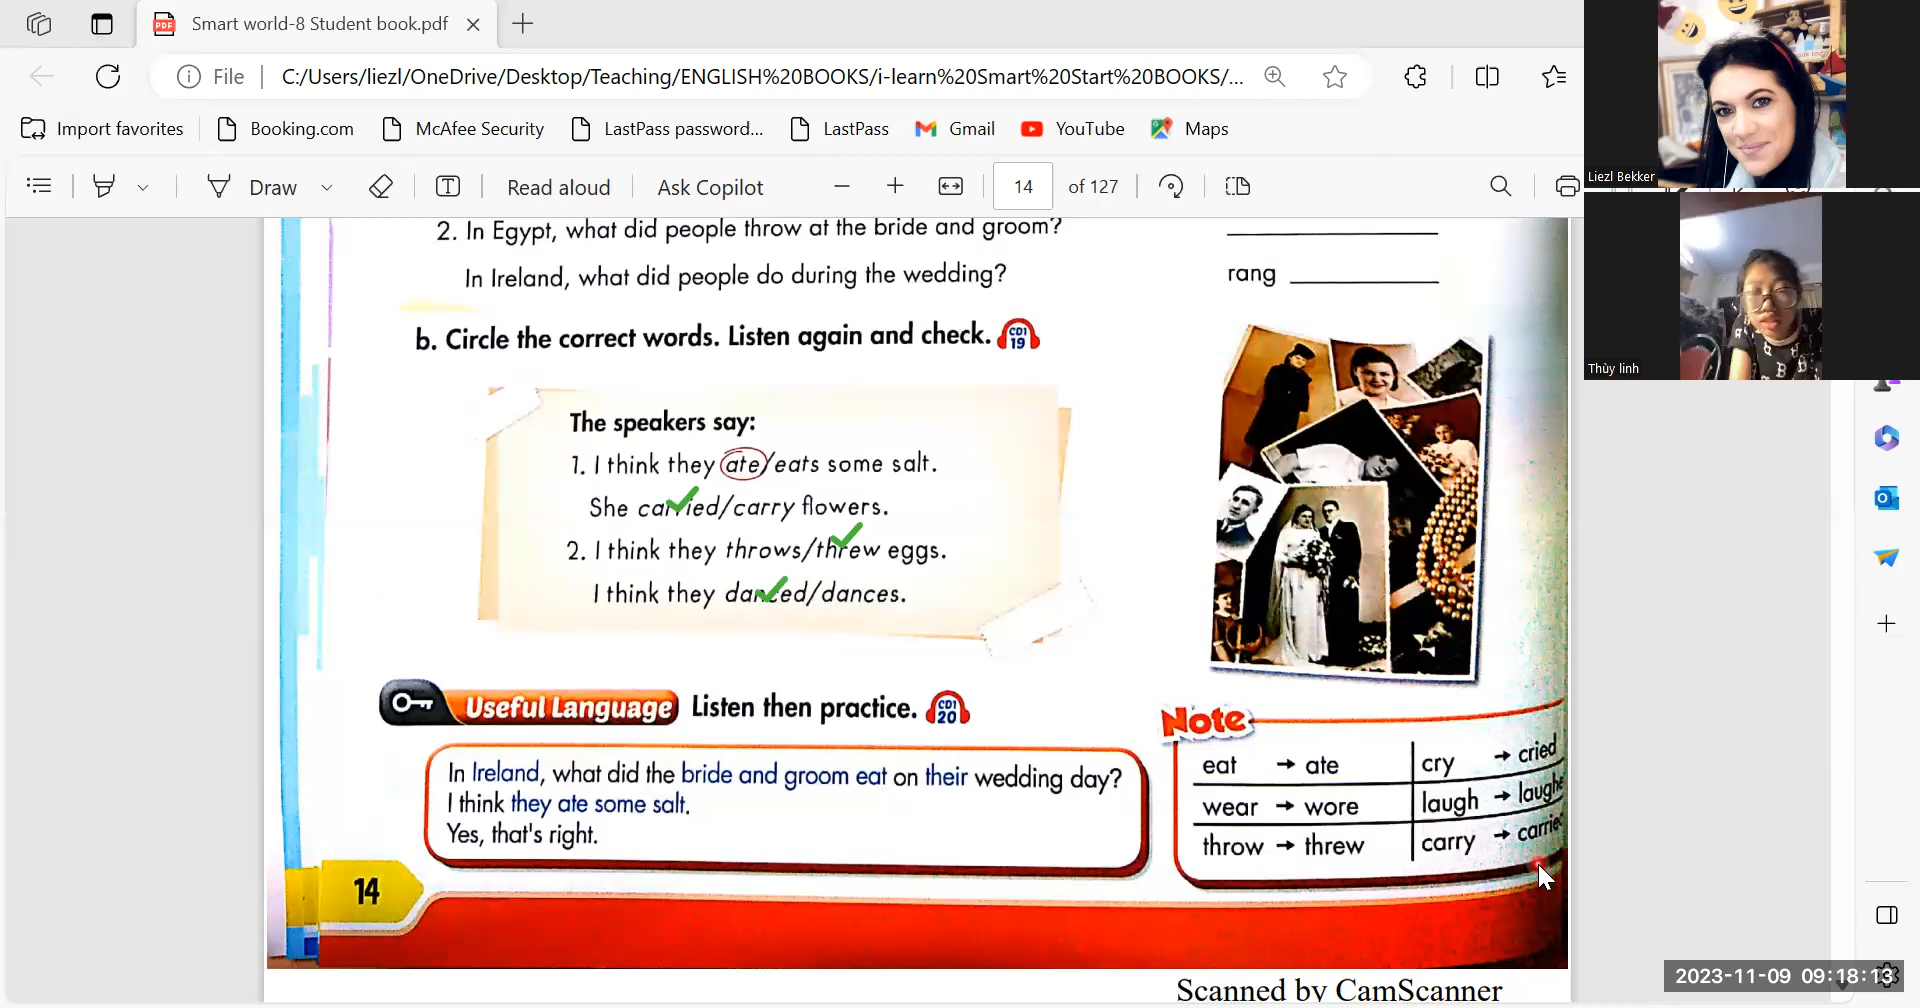 Smart world-8 Student book.pdf
File
C:/Users/liezl/OneDrive/Desktop/Teaching/ENGLISH%20BOOKS/i-learn%20Smart%20Start%20BOOKS/...
Import favorites
Booking.com
McAfee Security
LastPass password...
LastPass
Gmail
YouTube
Maps
Draw
Read aloud
Ask Copilot
14
of 127
Liezl Bekker
Thùy linh
2. In Egypt, what did people throw at the bride and groom?
In Ireland, what did people do during the wedding?
rang
b. Circle the correct words. Listen again and check.
CD1
19
The speakers say:
1. I think they ate/eats some salt.
She carried/carry flowers.
2. I think they throws/threw eggs.
I think they danced/dances.
Useful Language Listen then practice.
CD1
20
In Ireland, what did the bride and groom eat on their wedding day?
I think they ate some salt.
Yes, that's right.
Note
eat → ate
cry → cried
wear → wore
laugh → laughe
throw → threw
carry → carried
14
2023-11-09 09:18:13
Scanned by CamScanner